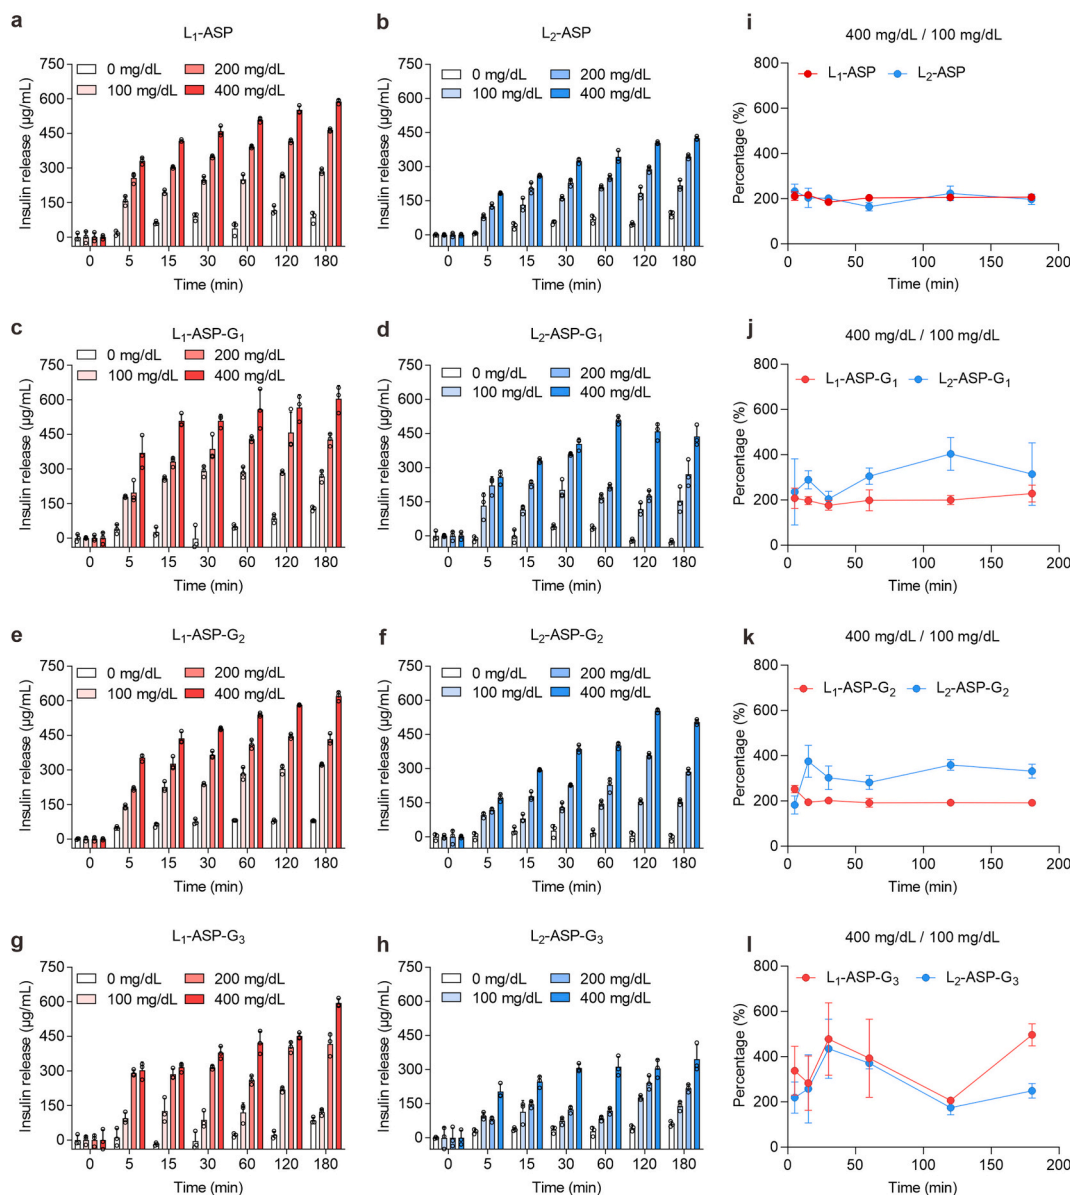 a
L₁-ASP
0 mg/dL
200 mg/dL
100 mg/dL
400 mg/dL
Insulin release (µg/mL)
750
600
450
300
150
0
0 5 15 30 60 120 180
Time (min)
b
L₂-ASP
0 mg/dL
200 mg/dL
100 mg/dL
400 mg/dL
Insulin release (µg/mL)
750
600
450
300
150
0
0 5 15 30 60 120 180
Time (min)
i
400 mg/dL / 100 mg/dL
L₁-ASP L₂-ASP
Percentage (%)
800
600
400
200
0
0 50 100 150 200
Time (min)
c
L₁-ASP-G₁
0 mg/dL
200 mg/dL
100 mg/dL
400 mg/dL
Insulin release (µg/mL)
750
600
450
300
150
0
0 5 15 30 60 120 180
Time (min)
d
L₂-ASP-G₁
0 mg/dL
200 mg/dL
100 mg/dL
400 mg/dL
Insulin release (µg/mL)
750
600
450
300
150
0
0 5 15 30 60 120 180
Time (min)
j
400 mg/dL / 100 mg/dL
L₁-ASP-G₁ L₂-ASP-G₁
Percentage (%)
800
600
400
200
0
0 50 100 150 200
Time (min)
e
L₁-ASP-G₂
0 mg/dL
200 mg/dL
100 mg/dL
400 mg/dL
Insulin release (µg/mL)
750
600
450
300
150
0
0 5 15 30 60 120 180
Time (min)
f
L₂-ASP-G₂
0 mg/dL
200 mg/dL
100 mg/dL
400 mg/dL
Insulin release (µg/mL)
750
600
450
300
150
0
0 5 15 30 60 120 180
Time (min)
k
400 mg/dL / 100 mg/dL
L₁-ASP-G₂ L₂-ASP-G₂
Percentage (%)
800
600
400
200
0
0 50 100 150 200
Time (min)
g
L₁-ASP-G₃
0 mg/dL
200 mg/dL
100 mg/dL
400 mg/dL
Insulin release (µg/mL)
750
600
450
300
150
0
0 5 15 30 60 120 180
Time (min)
h
L₂-ASP-G₃
0 mg/dL
200 mg/dL
100 mg/dL
400 mg/dL
Insulin release (µg/mL)
750
600
450
300
150
0
0 5 15 30 60 120 180
Time (min)
l
400 mg/dL / 100 mg/dL
L₁-ASP-G₃ L₂-ASP-G₃
Percentage (%)
800
600
400
200
0
0 50 100 150 200
Time (min)